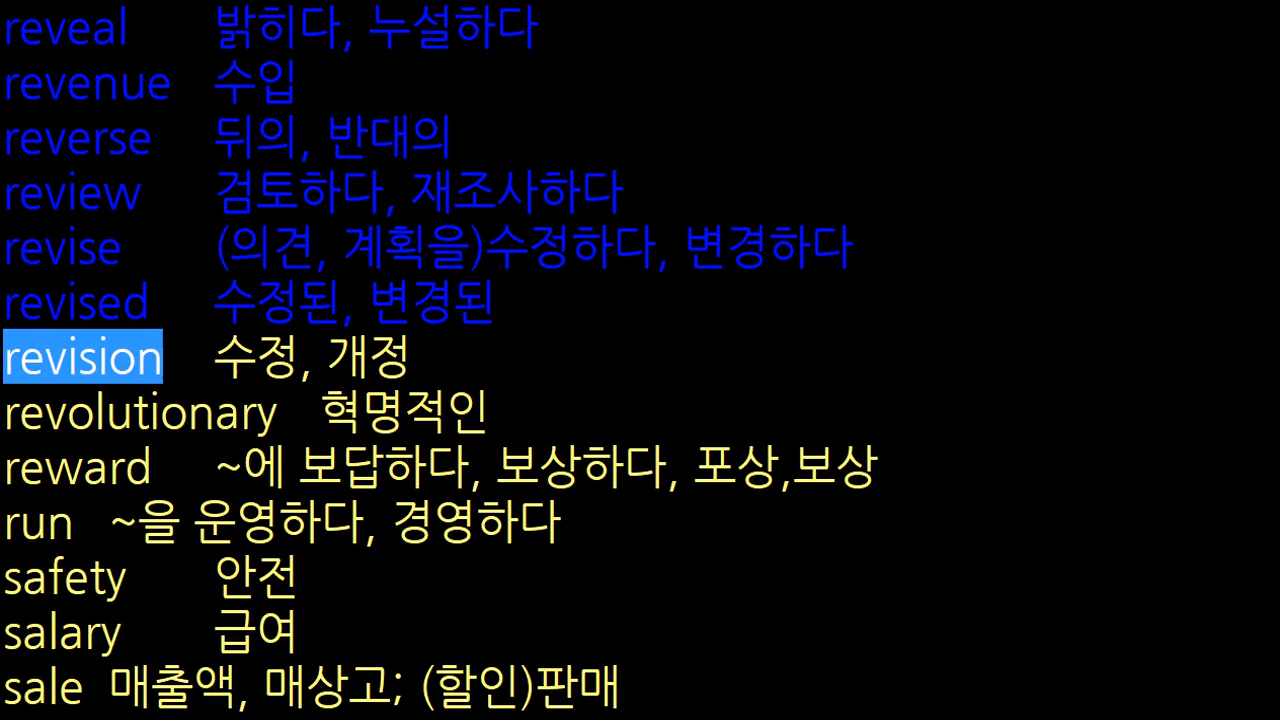 reveal 밝히다, 누설하다
revenue 수입
reverse 뒤의, 반대의
review 검토하다, 재조사하다
revise (의견, 계획을)수정하다, 변경하다
revised 수정된, 변경된
revision 수정, 개정
revolutionary 혁명적인
reward ~에 보답하다, 보상하다, 포상,보상
run ~을 운영하다, 경영하다
safety 안전
salary 급여
sale 매출액, 매상고; (할인)판매